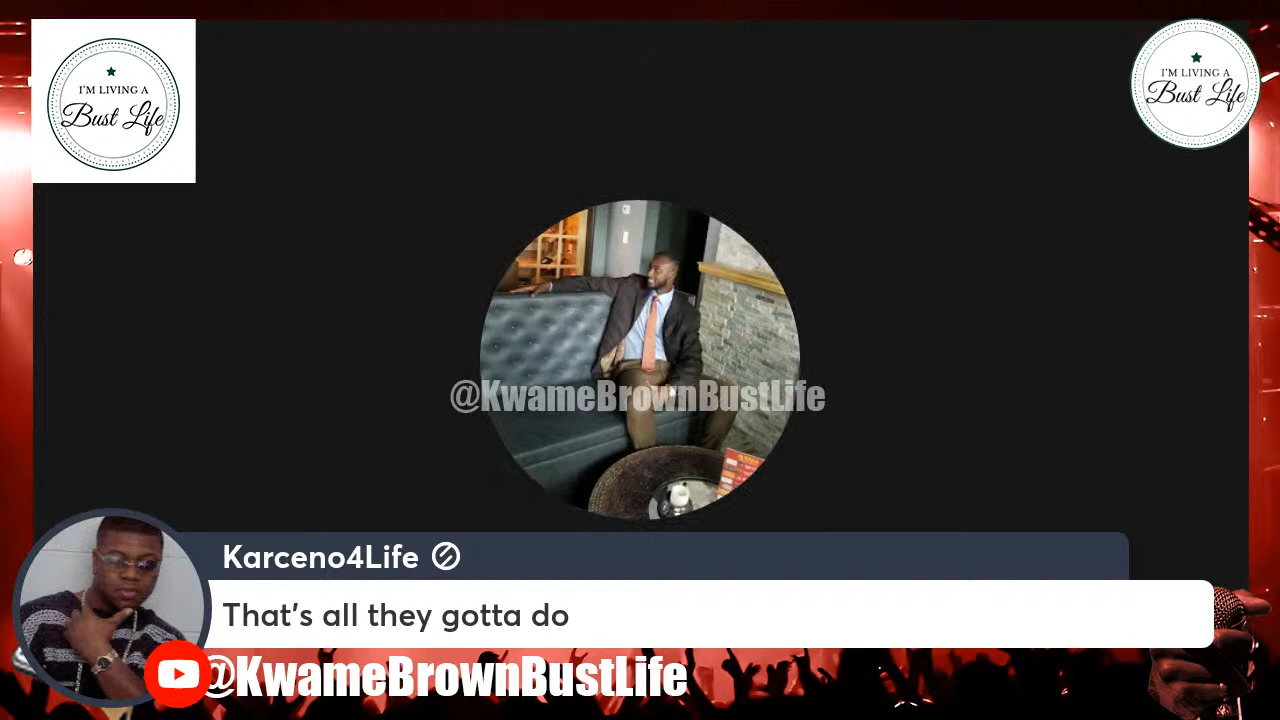 I'M LIVING A
Bust Life
I'M LIVING A
Bust Life
@KwameBrownBustLife
Karceno4Life
That's all they gotta do
@KwameBrownBustLife